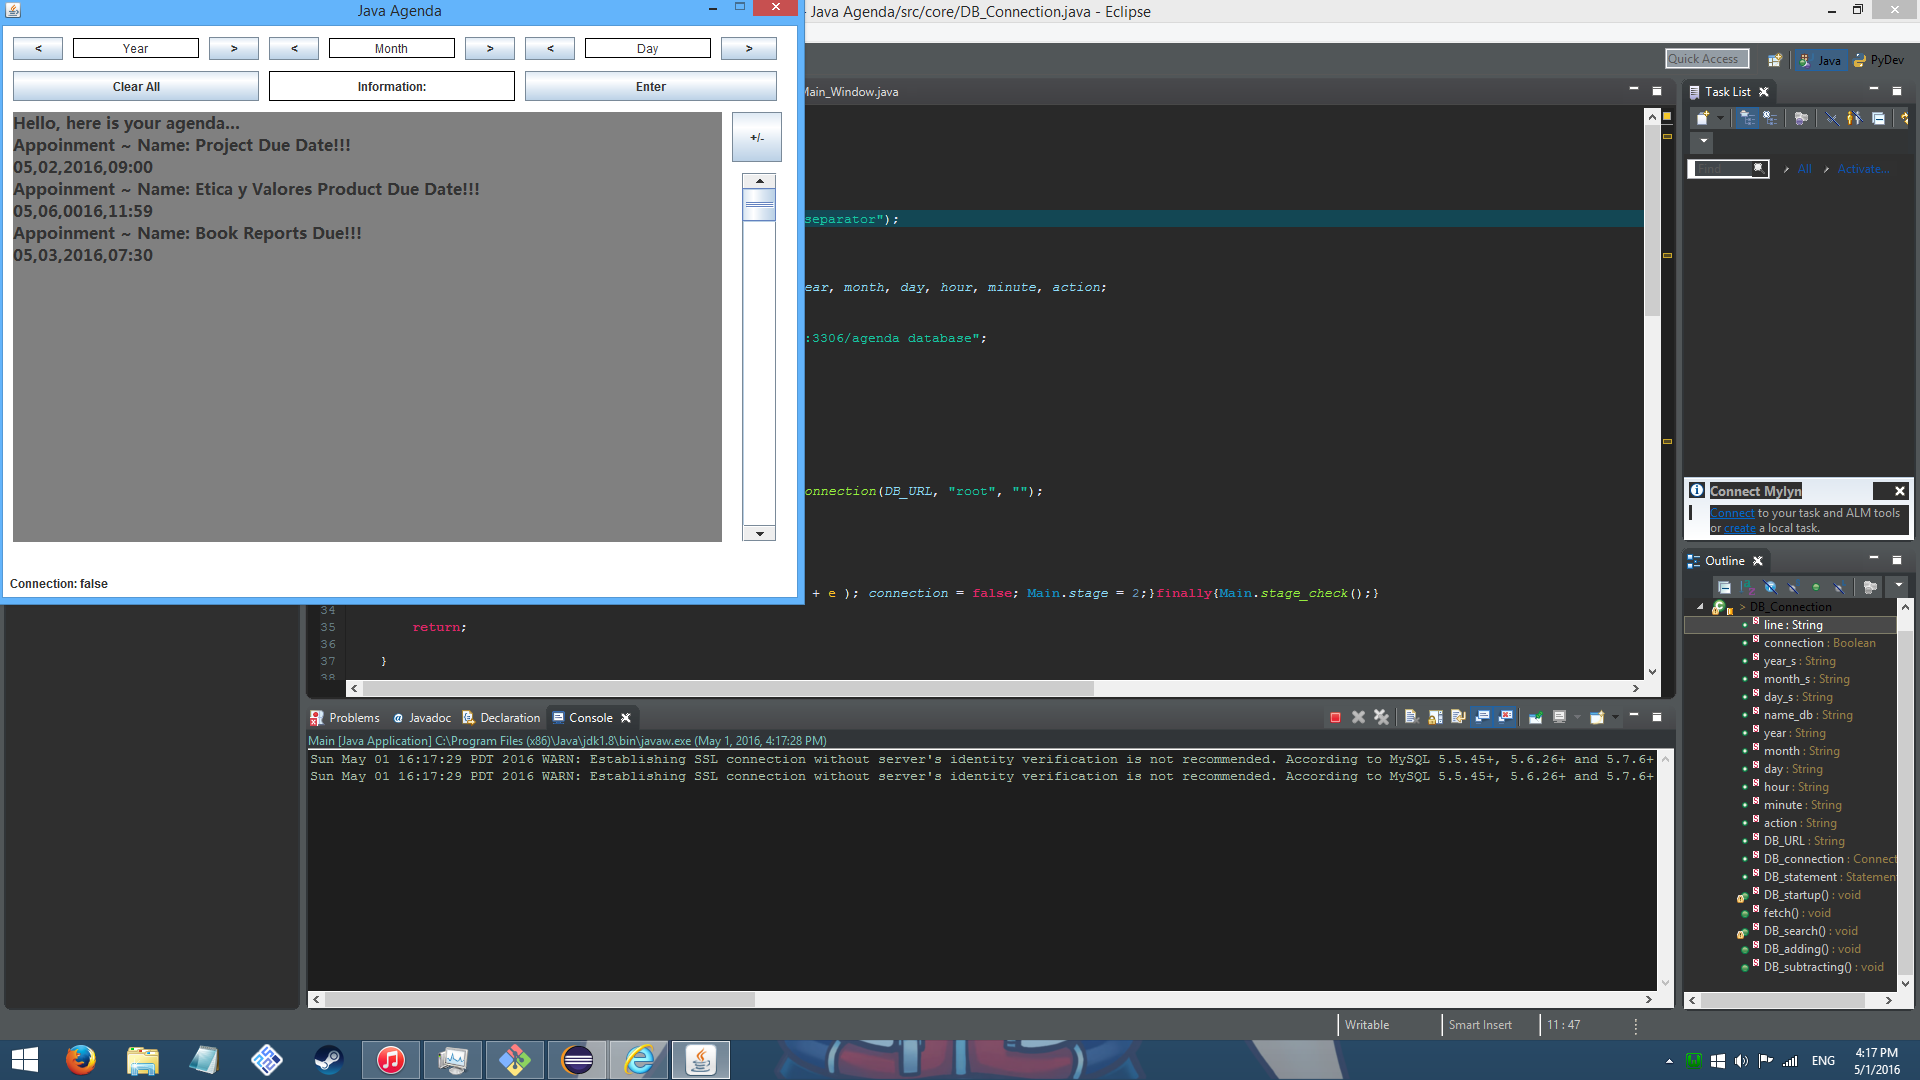 Java Agenda
- Java Agenda/src/core/DB_Connection.java - Eclipse
< Year > < Month > < Day >
Clear All Information: Enter
Hello, here is your agenda...
Appoinment ~ Name: Project Due Date!!!
05,02,2016,09:00
Appoinment ~ Name: Etica y Valores Product Due Date!!!
05,06,0016,11:59
Appoinment ~ Name: Book Reports Due!!!
05,03,2016,07:30
+/-
Connection: false
Quick Access
Java
PyDev
Main_Window.java
separator");
ear, month, day, hour, minute, action;
:3306/agenda database";
onnection(DB_URL, "root", "");
+ e ); connection = false; Main.stage = 2;}finally{Main.stage_check();}
34
35 return;
36
37 }
38
Task List
Find
All
Activate...
Connect Mylyn
Connect to your task and ALM tools
or create a local task.
Outline
DB_Connection
line : String
connection : Boolean
year_s : String
month_s : String
day_s : String
name_db : String
year : String
month : String
day : String
hour : String
minute : String
action : String
DB_URL : String
DB_connection : Connect
DB_statement : Statemen
DB_startup() : void
fetch() : void
DB_search() : void
DB_adding() : void
DB_subtracting() : void
Problems
Javadoc
Declaration
Console
Main [Java Application] C:\Program Files (x86)\Java\jdk1.8\bin\javaw.exe (May 1, 2016, 4:17:28 PM)
Sun May 01 16:17:29 PDT 2016 WARN: Establishing SSL connection without server's identity verification is not recommended. According to MySQL 5.5.45+, 5.6.26+ and 5.7.6+
Sun May 01 16:17:29 PDT 2016 WARN: Establishing SSL connection without server's identity verification is not recommended. According to MySQL 5.5.45+, 5.6.26+ and 5.7.6+
Writable
Smart Insert
11 : 47
ENG
4:17 PM
5/1/2016